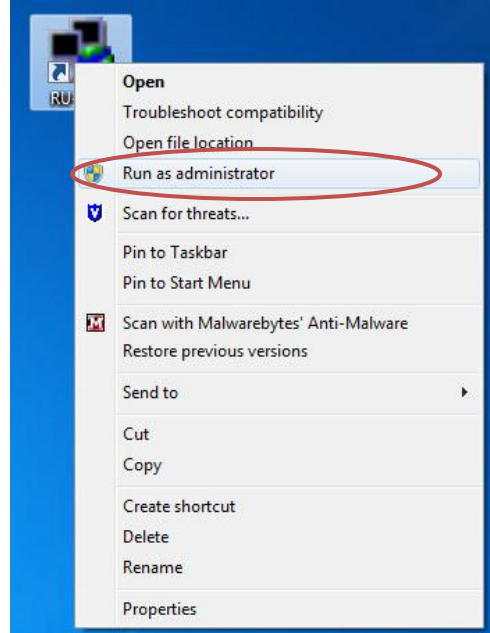 RU
Open
Troubleshoot compatibility
Open file location
Run as administrator
Scan for threats...
Pin to Taskbar
Pin to Start Menu
Scan with Malwarebytes' Anti-Malware
Restore previous versions
Send to
Cut
Copy
Create shortcut
Delete
Rename
Properties